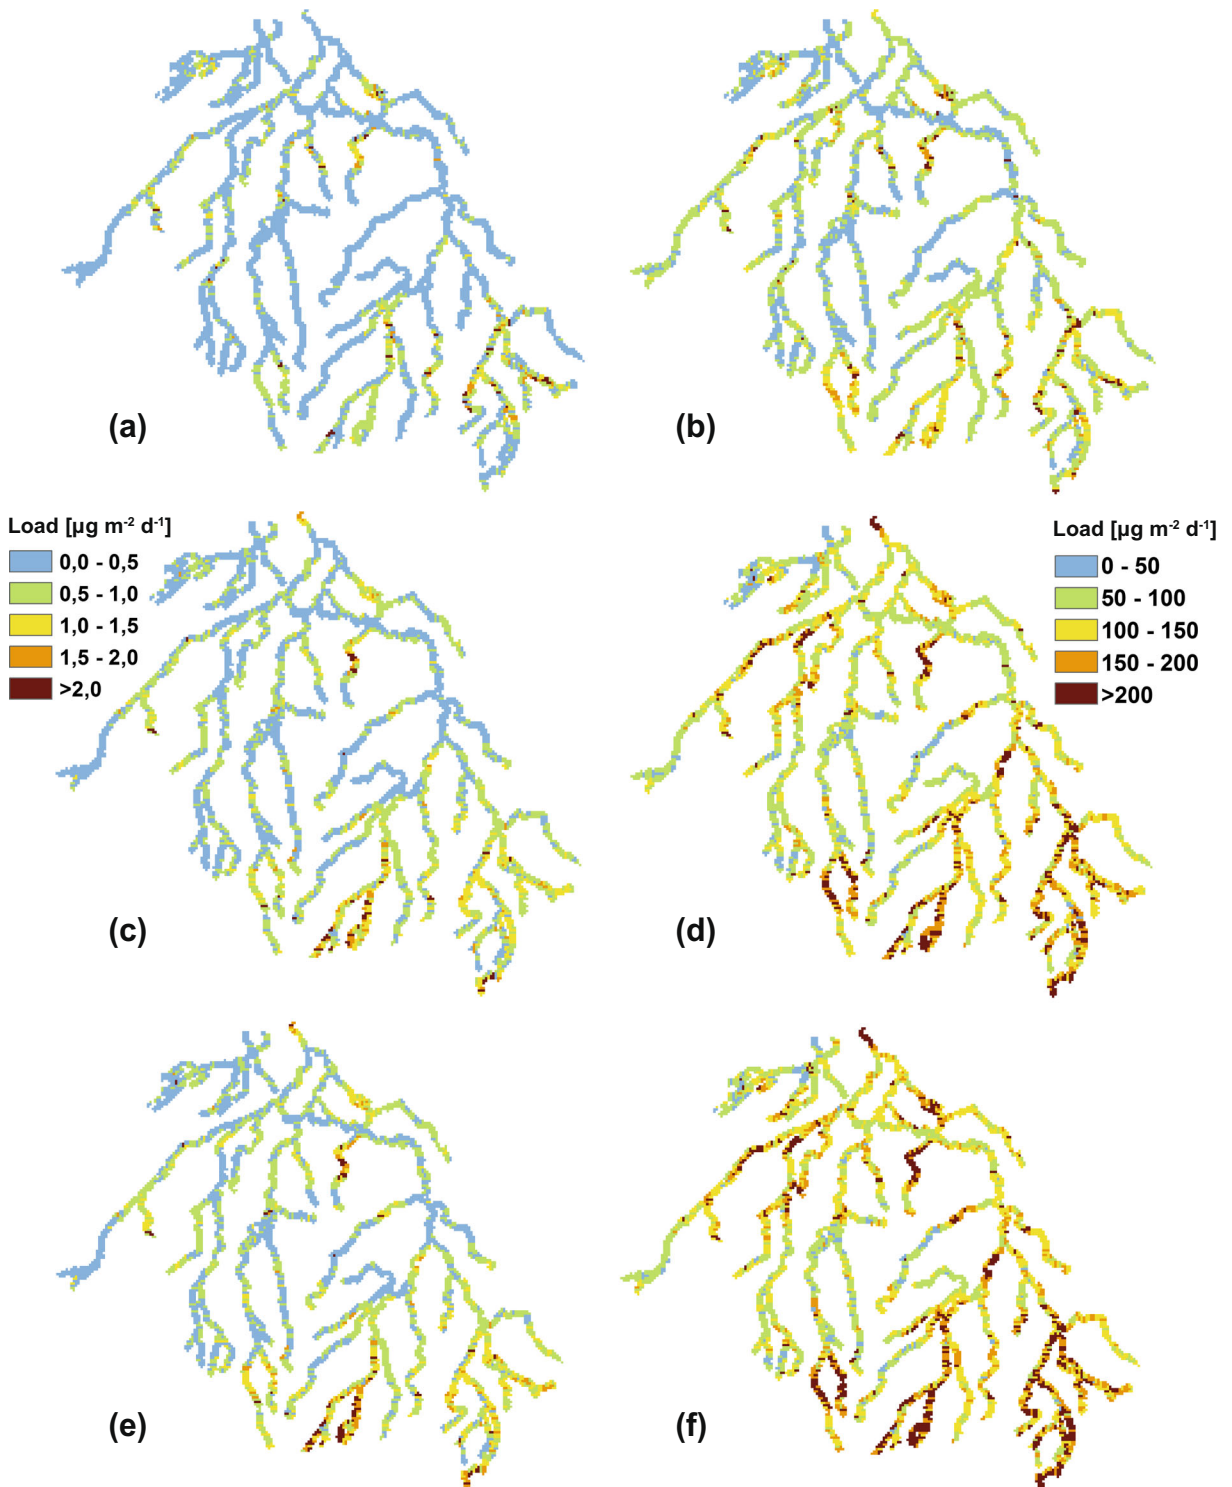 (a)
(b)
Load [µg m-2 d-1]
0,0 - 0,5
0,5 - 1,0
1,0 - 1,5
1,5 - 2,0
>2,0
Load [µg m-2 d-1]
0 - 50
50 - 100
100 - 150
150 - 200
>200
(c)
(d)
(e)
(f)